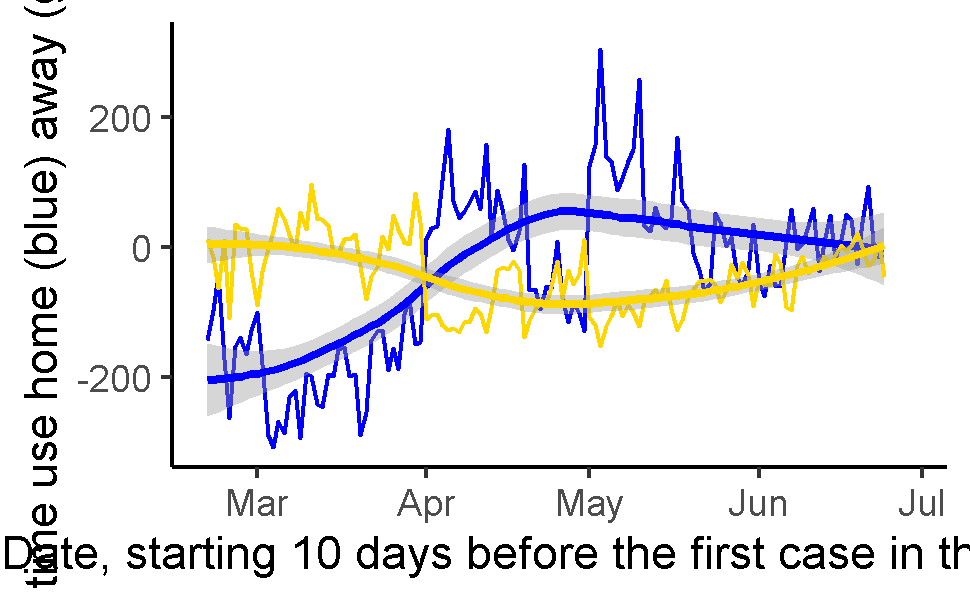 time use home (blue) away (
200
0
-200
Mar Apr May Jun Jul
Date, starting 10 days before the first case in th